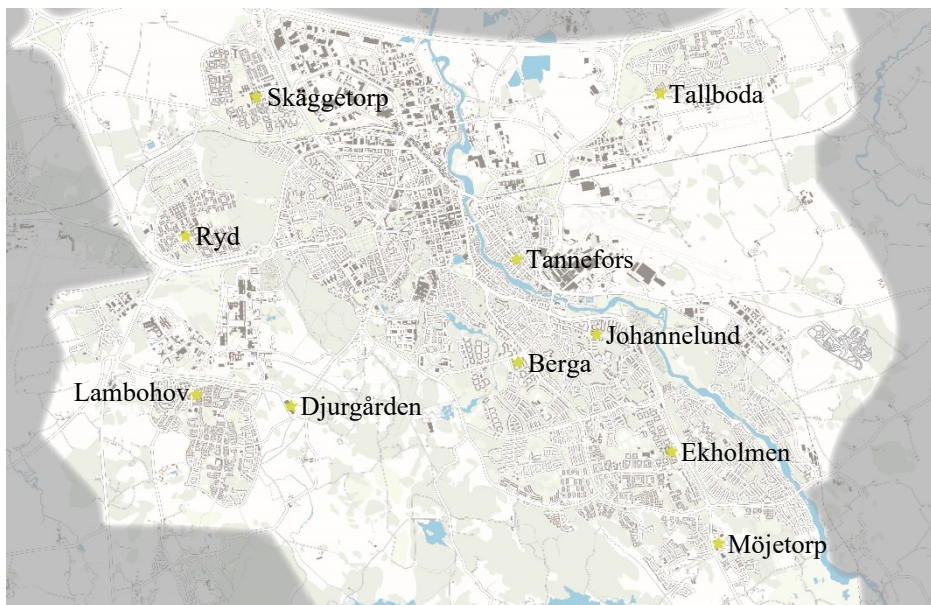 Skäggetorp
Tallboda
Ryd
Tannefors
Johannelund
Berga
Lambohov
Djurgården
Ekholmen
Möjetorp